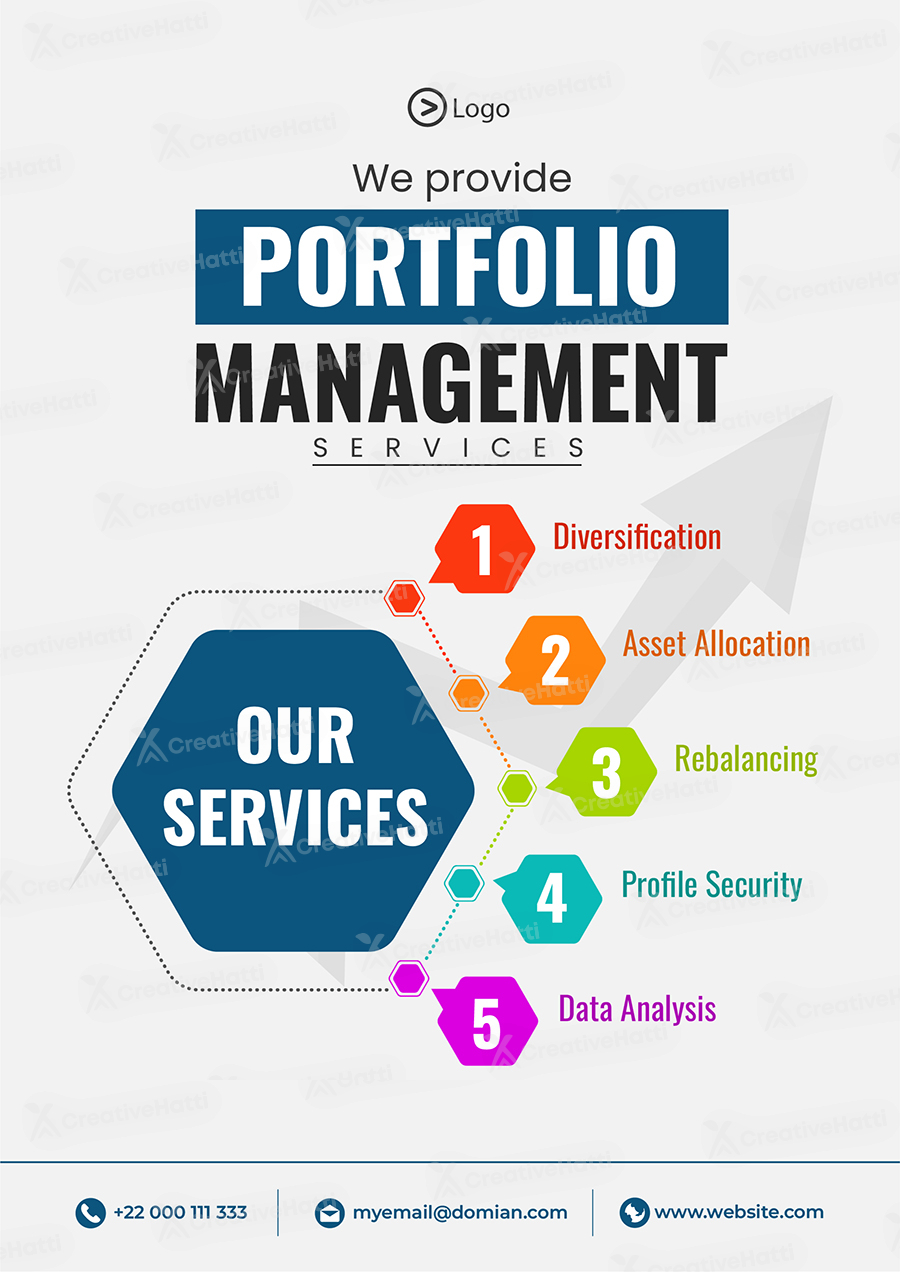 Logo
We provide
PORTFOLIO
MANAGEMENT
SERVICES
1
Diversification
2
Asset Allocation
OUR
SERVICES
3
Rebalancing
4
Profile Security
5
Data Analysis
+22 000 111 333
myemail@domian.com
www.website.com
CreativeHatti